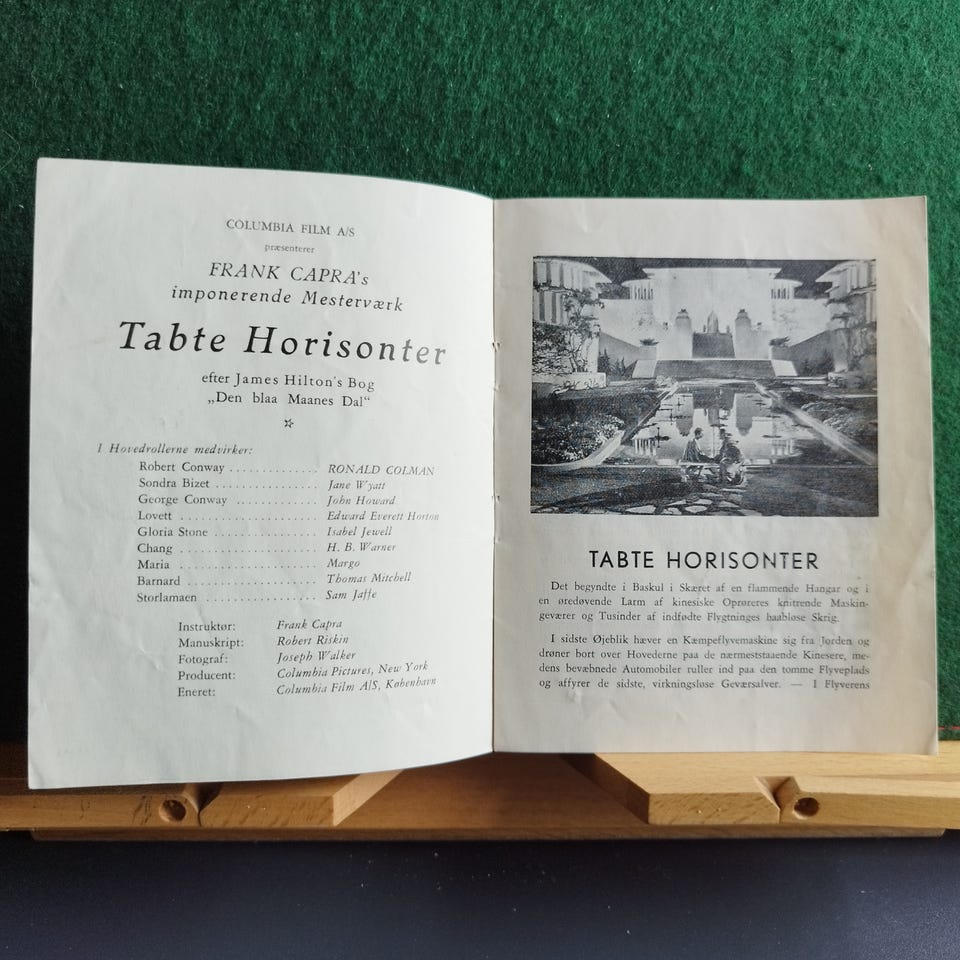 COLUMBIA FILM A/S
præsenterer
FRANK CAPRA's
imponerende Mesterværk
Tabte Horisonter
efter James Hilton's Bog
„Den blaa Maanes Dal“
I Hovedrollerne medvirker:
Robert Conway .............. RONALD COLMAN
Sondra Bizet ................ Jane Wyatt
George Conway ............. John Howard
Lovett ..................... Edward Everett Horton
Gloria Stone ................ Isabel Jewell
Chang ..................... H. B. Warner
Maria ..................... Margo
Barnard .................... Thomas Mitchell
Storlamaen ................. Sam Jaffe
Instruktør: Frank Capra
Manuskript: Robert Riskin
Fotograf: Joseph Walker
Producent: Columbia Pictures, New York
Eneret: Columbia Film A/S, København
TABTE HORISONTER
Det begyndte i Baskul i Skæret af en flammende Hangar og i
en øredøvende Larm af kinesiske Oprøreres knitrende Maskin-
geværer og Tusinder af indfødte Flygtninges haabløse Skrig.
I sidste Øjeblik hæver en Kæmpeflyvemaskine sig fra Jorden og
drøner bort over Hovederne paa de nærmeststaaende Kinesere, me-
dens bevæbnede Automobiler ruller ind paa den tomme Flyveplads
og affyrer de sidste, virkningsløse Geværsalver. — I Flyverens